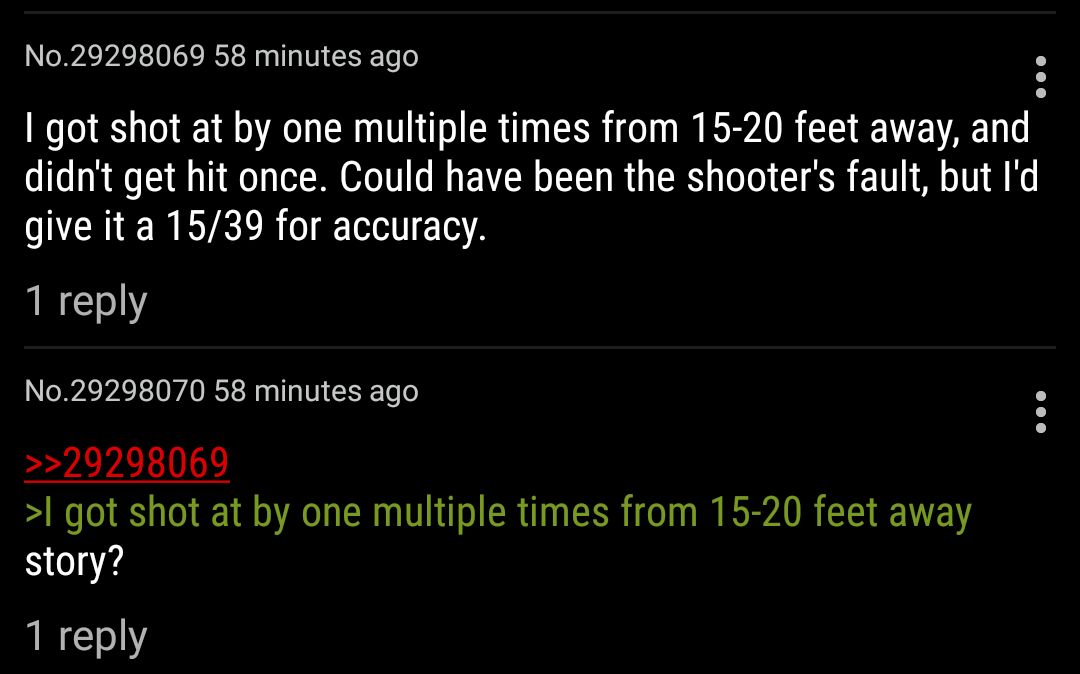 No.29298069 58 minutes ago
I got shot at by one multiple times from 15-20 feet away, and
didn't get hit once. Could have been the shooter's fault, but I'd
give it a 15/39 for accuracy.
1 reply
No.29298070 58 minutes ago
>>29298069
>I got shot at by one multiple times from 15-20 feet away
story?
1 reply